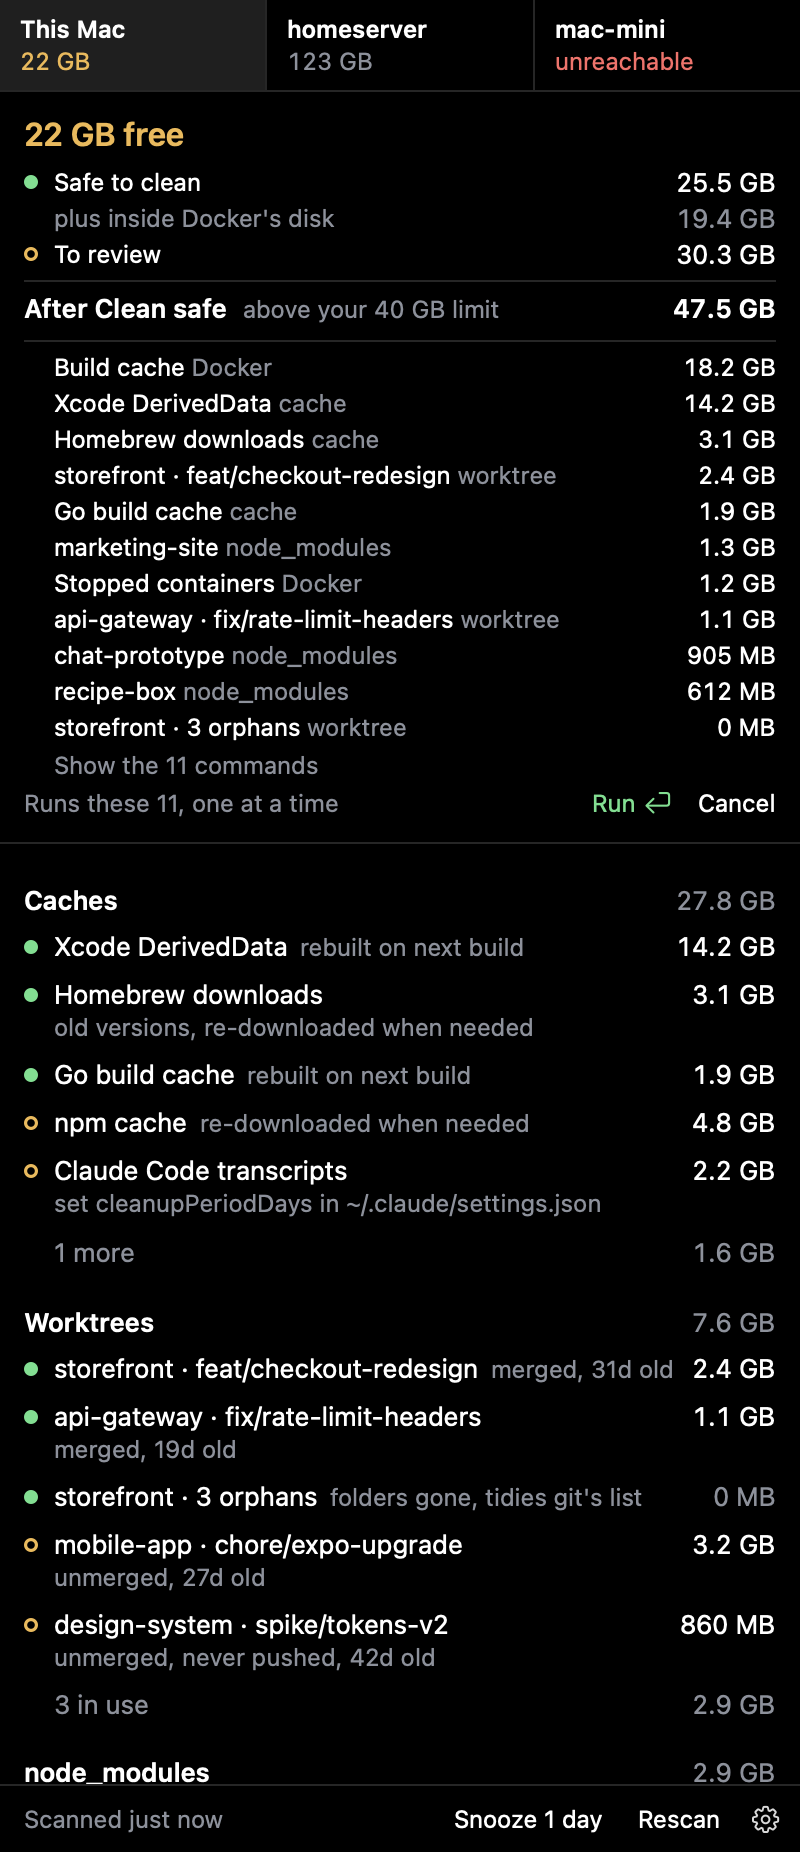 This Mac
22 GB
homeserver
123 GB
mac-mini
unreachable
22 GB free
Safe to clean 25.5 GB
plus inside Docker's disk 19.4 GB
To review 30.3 GB
After Clean safe above your 40 GB limit 47.5 GB
Build cache Docker 18.2 GB
Xcode DerivedData cache 14.2 GB
Homebrew downloads cache 3.1 GB
storefront · feat/checkout-redesign worktree 2.4 GB
Go build cache cache 1.9 GB
marketing-site node_modules 1.3 GB
Stopped containers Docker 1.2 GB
api-gateway · fix/rate-limit-headers worktree 1.1 GB
chat-prototype node_modules 905 MB
recipe-box node_modules 612 MB
storefront · 3 orphans worktree 0 MB
Show the 11 commands
Runs these 11, one at a time Run Cancel
Caches 27.8 GB
Xcode DerivedData rebuilt on next build 14.2 GB
Homebrew downloads 3.1 GB
old versions, re-downloaded when needed
Go build cache rebuilt on next build 1.9 GB
npm cache re-downloaded when needed 4.8 GB
Claude Code transcripts 2.2 GB
set cleanupPeriodDays in ~/.claude/settings.json
1 more 1.6 GB
Worktrees 7.6 GB
storefront · feat/checkout-redesign merged, 31d old 2.4 GB
api-gateway · fix/rate-limit-headers 1.1 GB
merged, 19d old
storefront · 3 orphans folders gone, tidies git's list 0 MB
mobile-app · chore/expo-upgrade 3.2 GB
unmerged, 27d old
design-system · spike/tokens-v2 860 MB
unmerged, never pushed, 42d old
3 in use 2.9 GB
node_modules 2.9 GB
Scanned just now Snooze 1 day Rescan